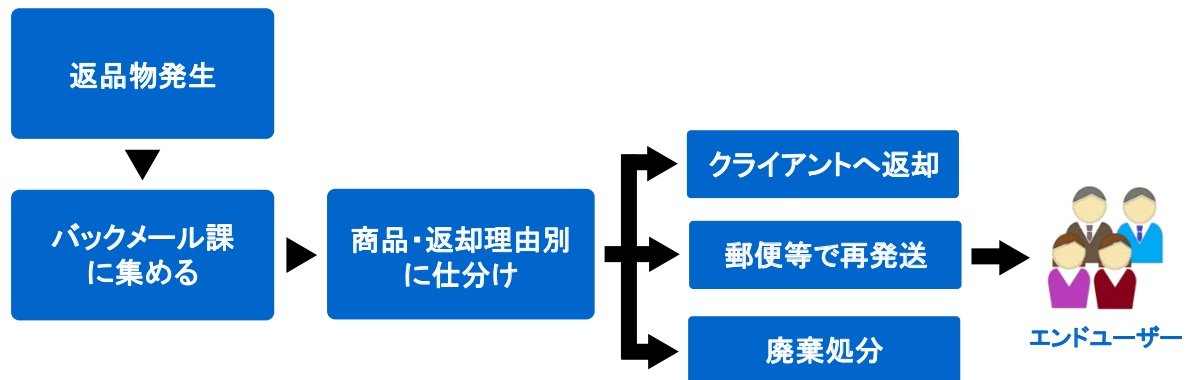 返品物発生
バックメール課
に集める
商品・返却理由別
に仕分け
クライアントへ返却
郵便等で再発送
廃棄処分
エンドユーザー